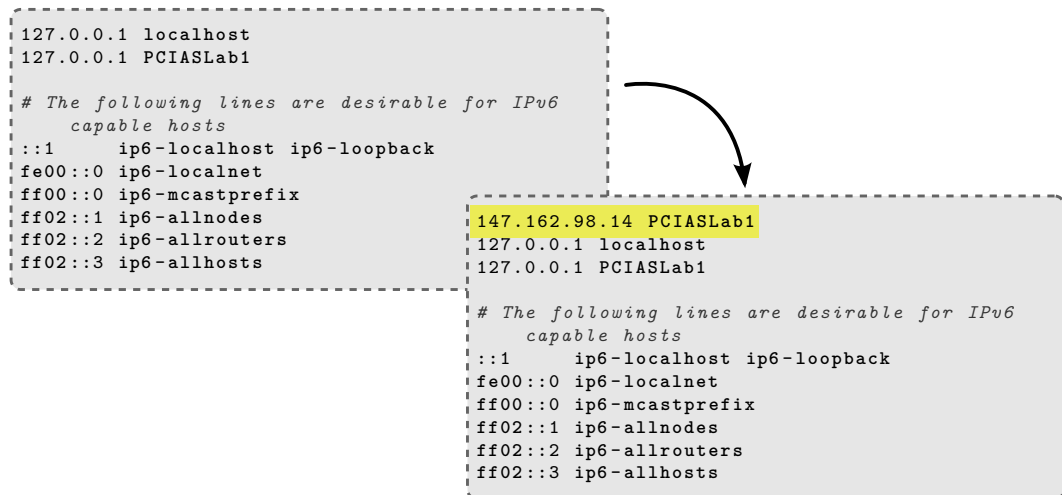 127.0.0.1 localhost
127.0.0.1 PCIASLab1
# The following lines are desirable for IPv6
capable hosts
::1 ip6-localhost ip6-loopback
fe00::0 ip6-localnet
ff00::0 ip6-mcastprefix
ff02::1 ip6-allnodes
ff02::2 ip6-allrouters
ff02::3 ip6-allhosts
147.162.98.14 PCIASLab1
127.0.0.1 localhost
127.0.0.1 PCIASLab1
# The following lines are desirable for IPv6
capable hosts
::1 ip6-localhost ip6-loopback
fe00::0 ip6-localnet
ff00::0 ip6-mcastprefix
ff02::1 ip6-allnodes
ff02::2 ip6-allrouters
ff02::3 ip6-allhosts